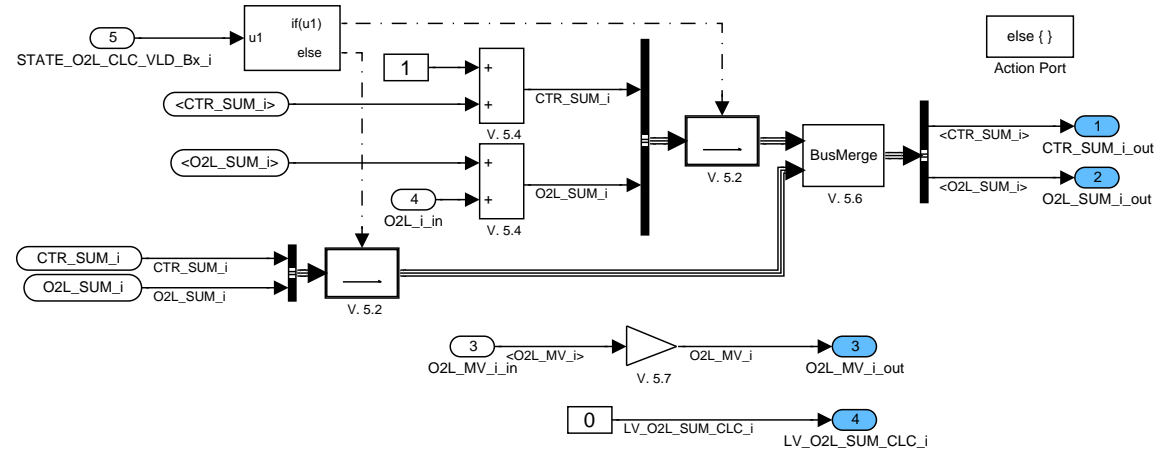 5
STATE_O2L_CLC_VLD_Bx_i
u1
if(u1)
else
else { }
Action Port
1
<CTR_SUM_i>
+
+
V. 5.4
CTR_SUM_i
<O2L_SUM_i>
4
O2L_i_in
+
+
V. 5.4
O2L_SUM_i
V. 5.2
BusMerge
V. 5.6
<CTR_SUM_i>
1
CTR_SUM_i_out
<O2L_SUM_i>
2
O2L_SUM_i_out
CTR_SUM_i
CTR_SUM_i
O2L_SUM_i
O2L_SUM_i
V. 5.2
3
O2L_MV_i_in
<O2L_MV_i>
V. 5.7
O2L_MV_i
3
O2L_MV_i_out
0
LV_O2L_SUM_CLC_i
4
LV_O2L_SUM_CLC_i